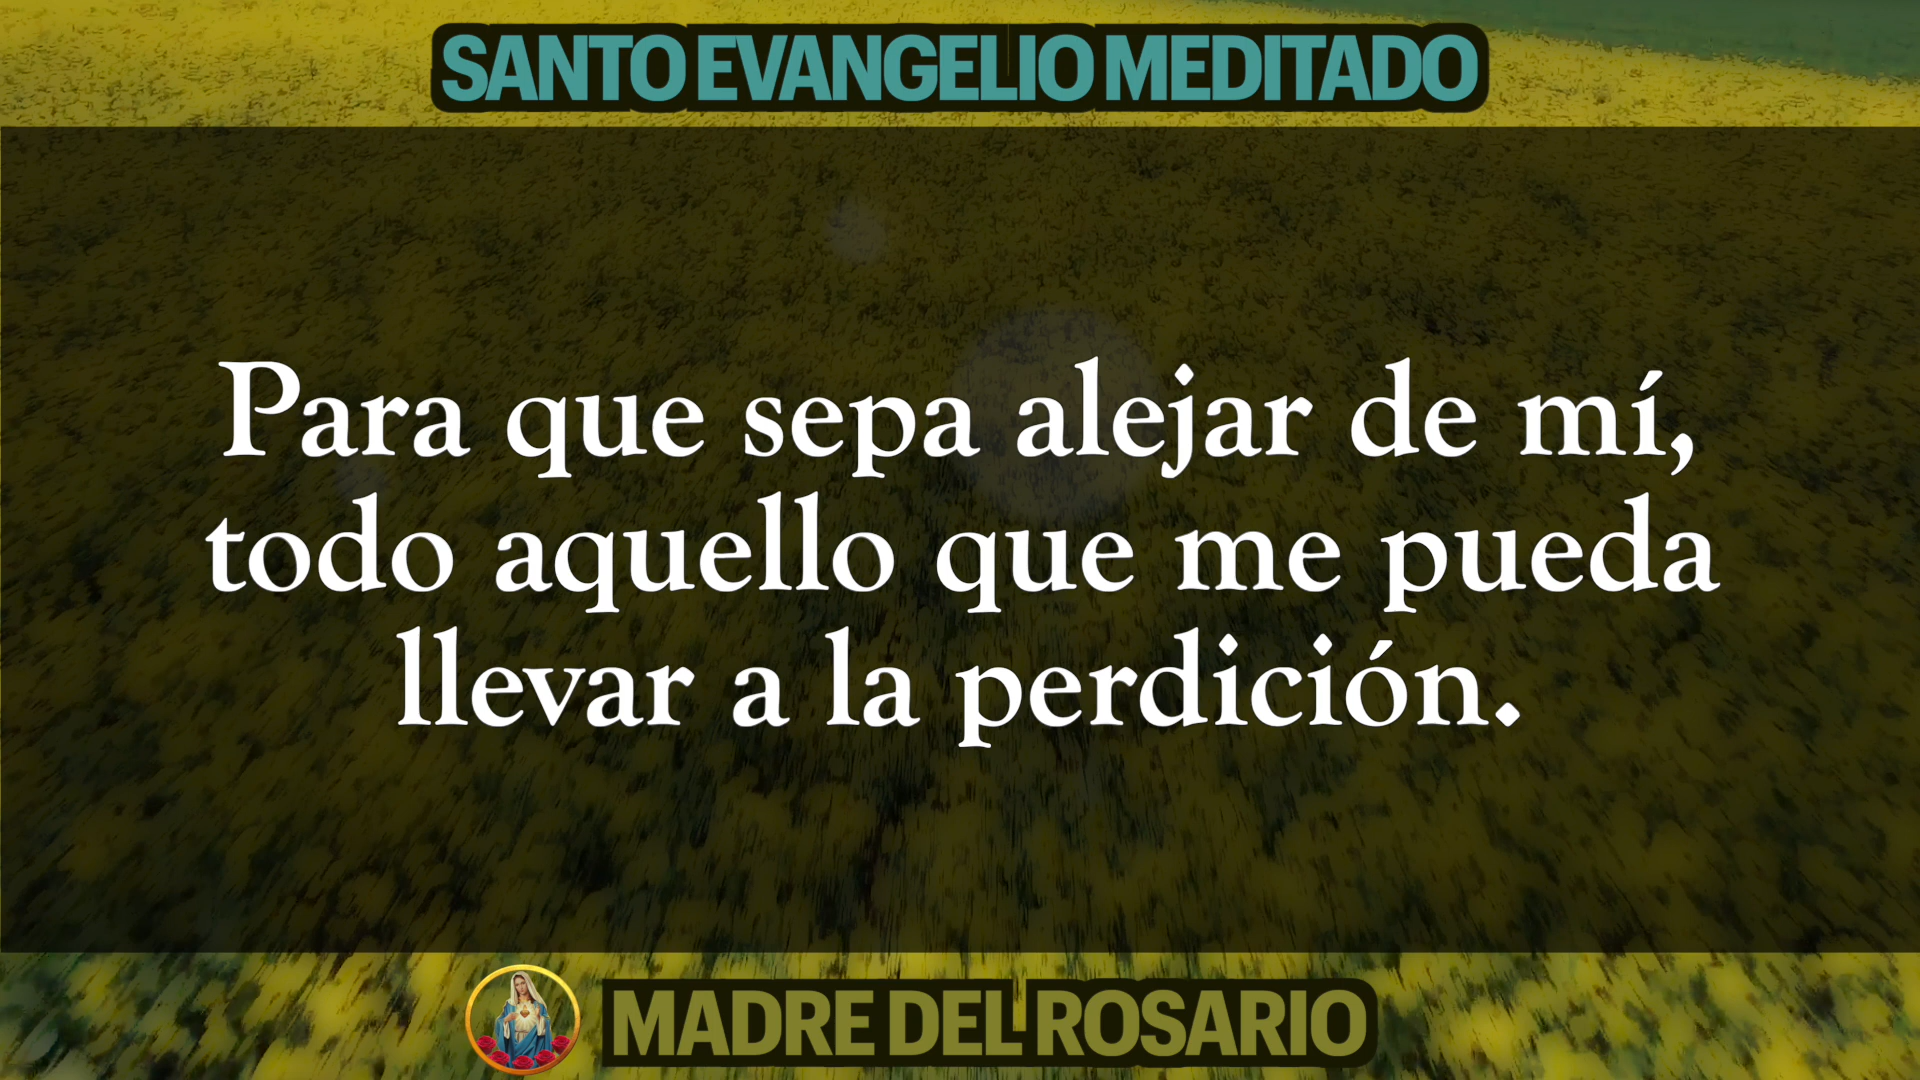 SANTO EVANGELIO MEDITADO
Para que sepa alejar de mí,
todo aquello que me pueda
llevar a la perdición.
MADRE DEL ROSARIO